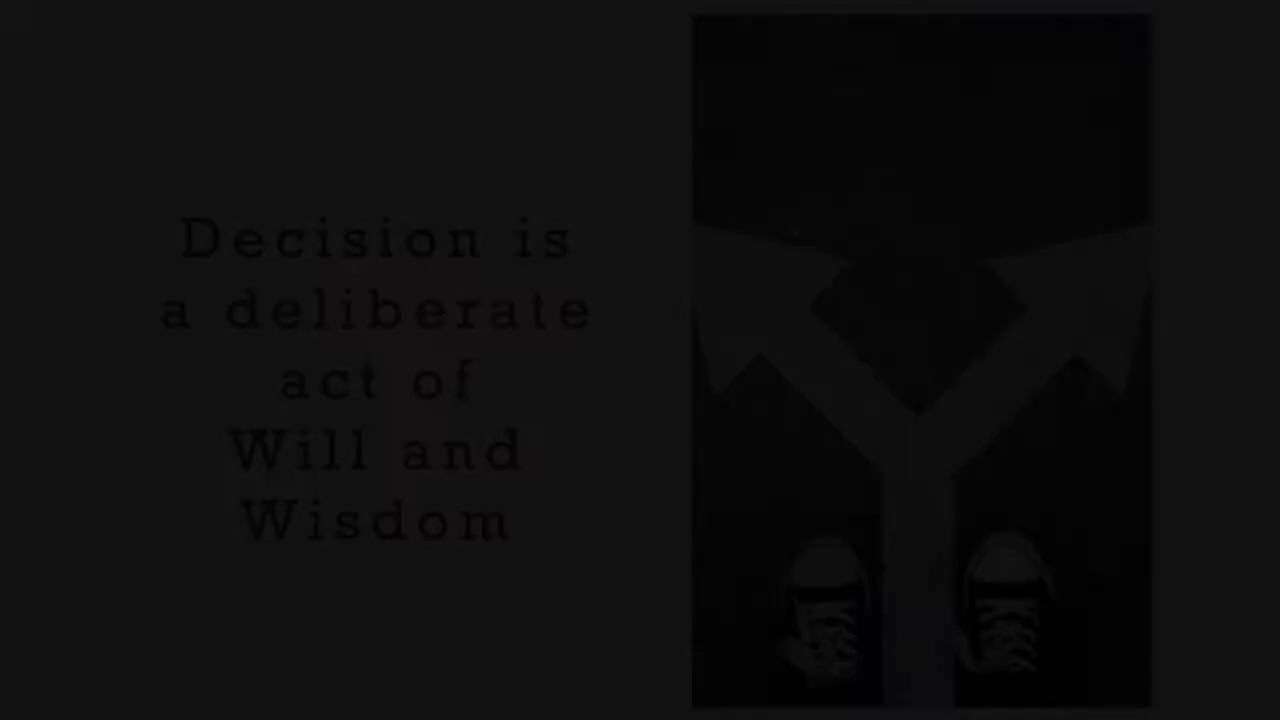 Decision is
a deliberate
act of
Will and
Wisdom